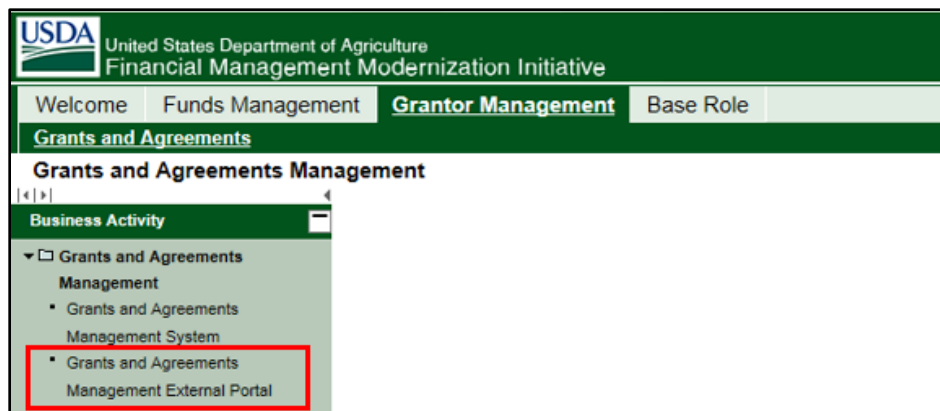 USDA
United States Department of Agriculture
Financial Management Modernization Initiative
Welcome Funds Management Grantor Management Base Role
Grants and Agreements
Grants and Agreements Management
Business Activity
Grants and Agreements
Management
Grants and Agreements
Management System
Grants and Agreements
Management External Portal